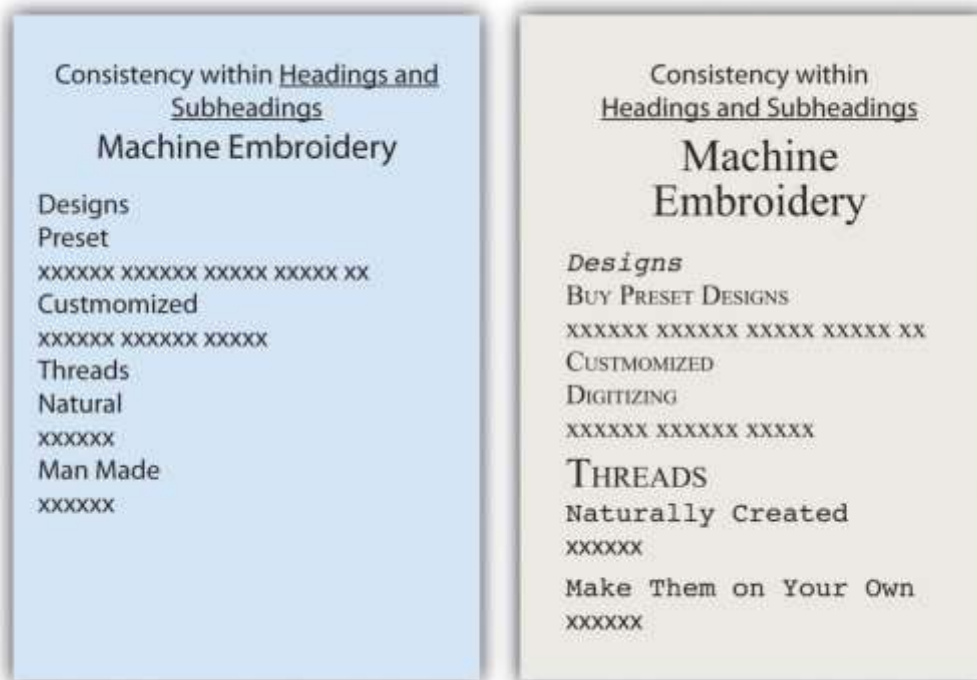 Consistency within Headings and
Subheadings
Machine Embroidery
Designs
Preset
xxxxxx xxxxxx xxxxx xxxxx xx
Custmomized
xxxxxx xxxxxx xxxxx
Threads
Natural
xxxxxx
Man Made
xxxxxx
Consistency within
Headings and Subheadings
Machine
Embroidery
Designs
Buy Preset Designs
xxxxxx xxxxxx xxxxx xxxxx xx
Custmomized
Digitizing
xxxxxx xxxxxx xxxxx
Threads
Naturally Created
xxxxxx
Make Them on Your Own
xxxxxx